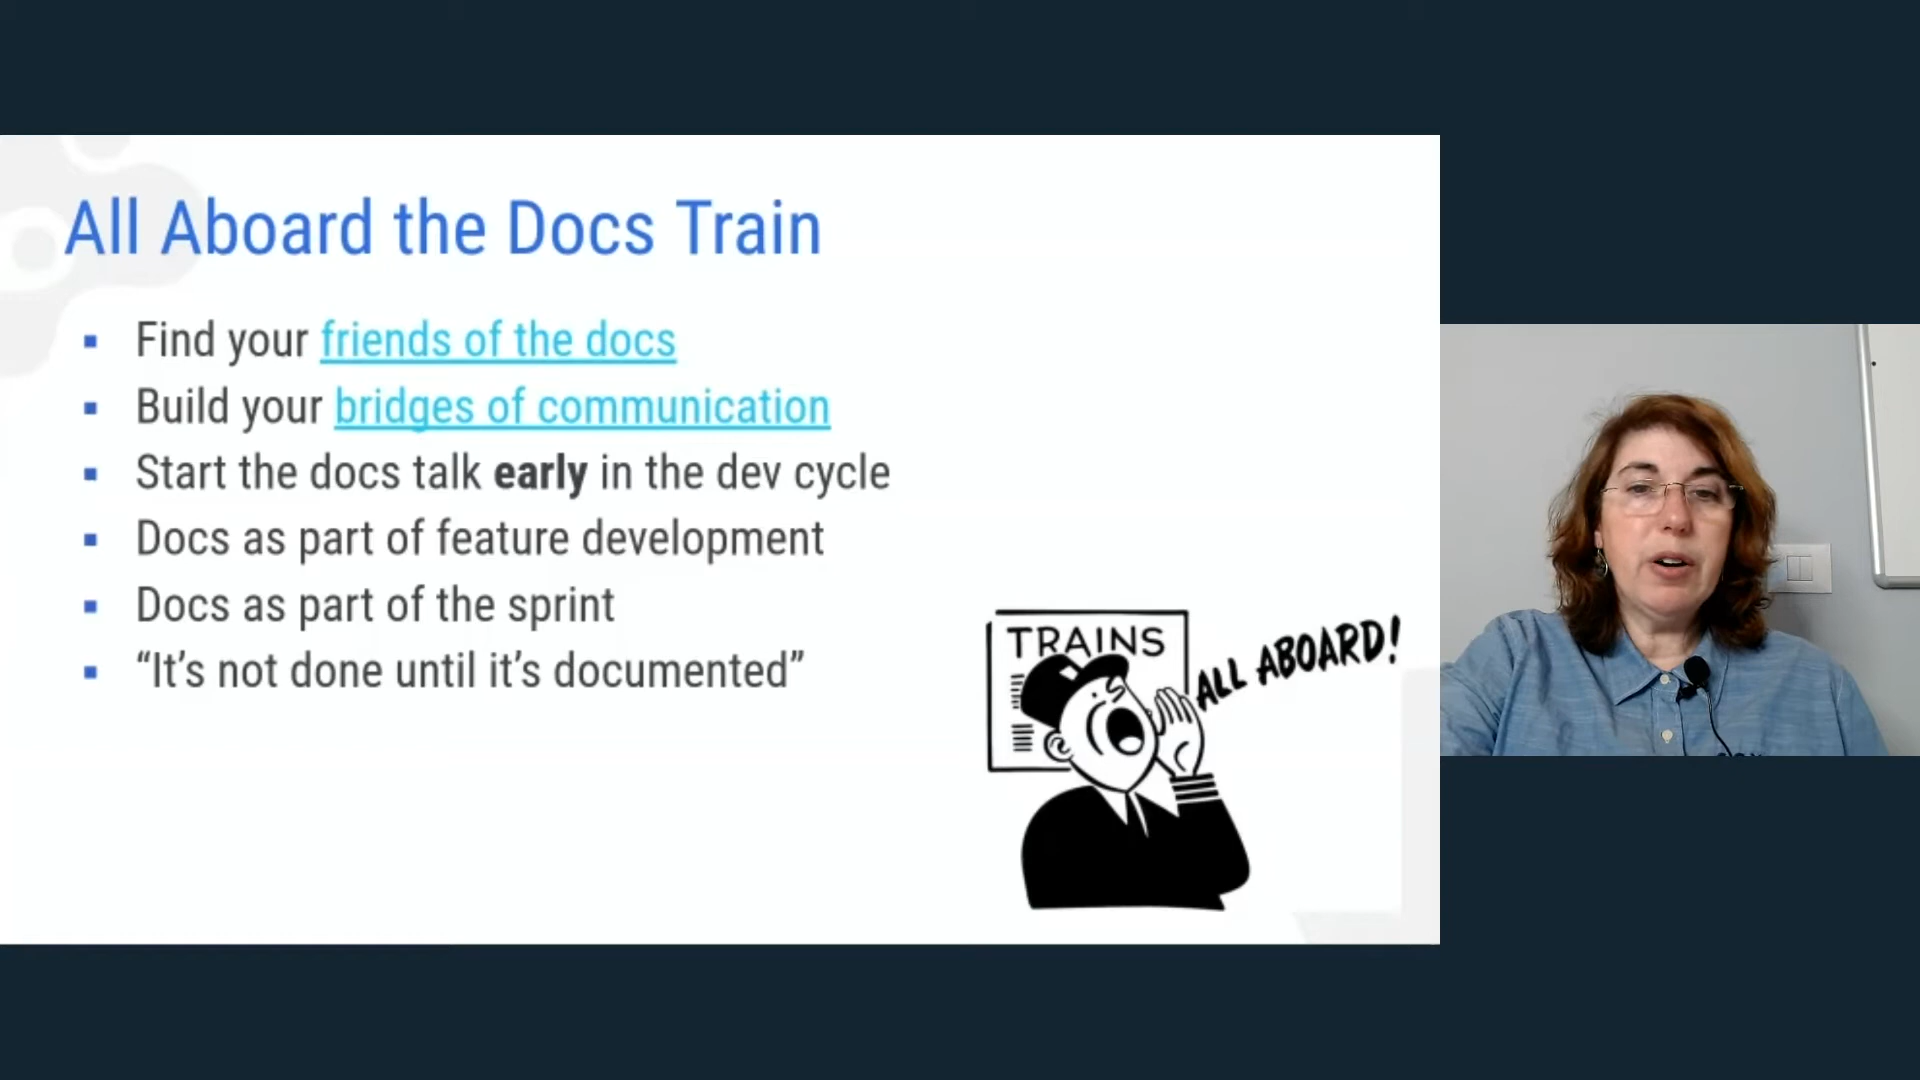 All Aboard the Docs Train
Find your friends of the docs
Build your bridges of communication
Start the docs talk early in the dev cycle
Docs as part of feature development
Docs as part of the sprint
“It’s not done until it’s documented”
TRAINS
ALL ABOARD!